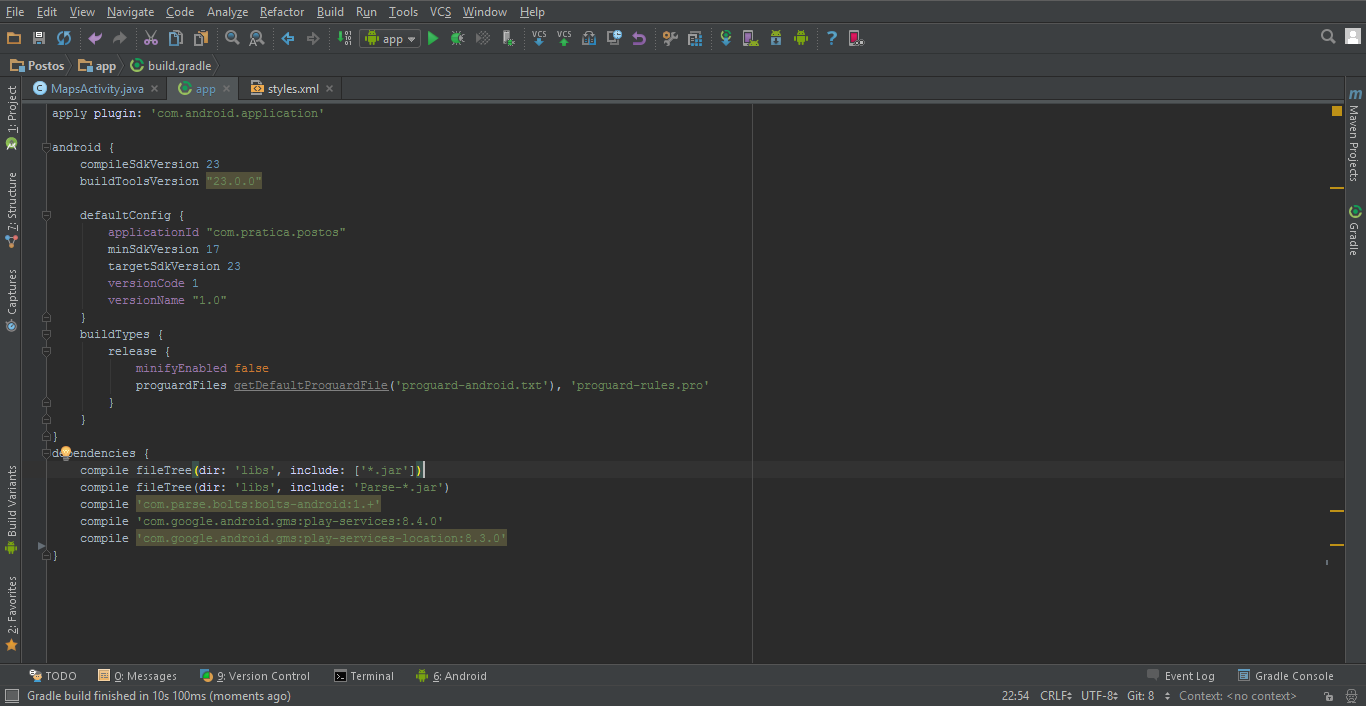 File Edit View Navigate Code Analyze Refactor Build Run Tools VCS Window Help
app VCS VCS ?
Postos app build.gradle
MapsActivity.java app styles.xml
1: Project
7: Structure
Captures
Build Variants
2: Favorites
apply plugin: 'com.android.application'
android {
compileSdkVersion 23
buildToolsVersion "23.0.0"
defaultConfig {
applicationId "com.pratica.postos"
minSdkVersion 17
targetSdkVersion 23
versionCode 1
versionName "1.0"
}
buildTypes {
release {
minifyEnabled false
proguardFiles getDefaultProguardFile('proguard-android.txt'), 'proguard-rules.pro'
}
}
}
dependencies {
compile fileTree(dir: 'libs', include: ['*.jar'])
compile fileTree(dir: 'libs', include: 'Parse-*.jar')
compile 'com.parse.bolts:bolts-android:1.+'
compile 'com.google.android.gms:play-services:8.4.0'
compile 'com.google.android.gms:play-services-location:8.3.0'
}
m
Maven Projects
Gradle
TODO 0: Messages 9: Version Control Terminal 6: Android Event Log Gradle Console
Gradle build finished in 10s 100ms (moments ago) 22:54 CRLF UTF-8 Git: 8 Context: <no context>